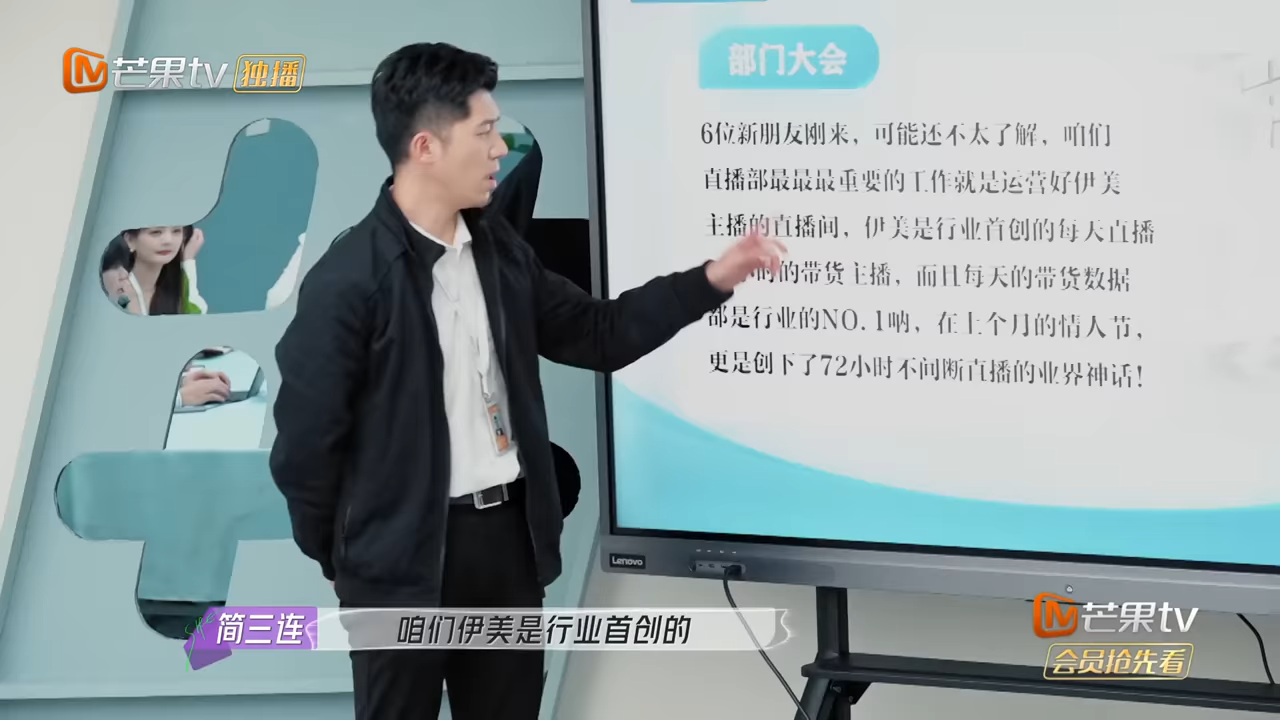 芒果tv 独播
部门大会
6位新朋友刚来，可能还不太了解，咱们
直播部最最最重要的工作就是运营好伊美
主播的直播间，伊美是行业首创的每天直播
时的带货主播，而且每天的带货数据
都是行业的NO.1呐，在上个月的情人节，
更是创下了72小时不间断直播的业界神话！
Lenovo
简三连 咱们伊美是行业首创的
芒果tv
会员抢先看